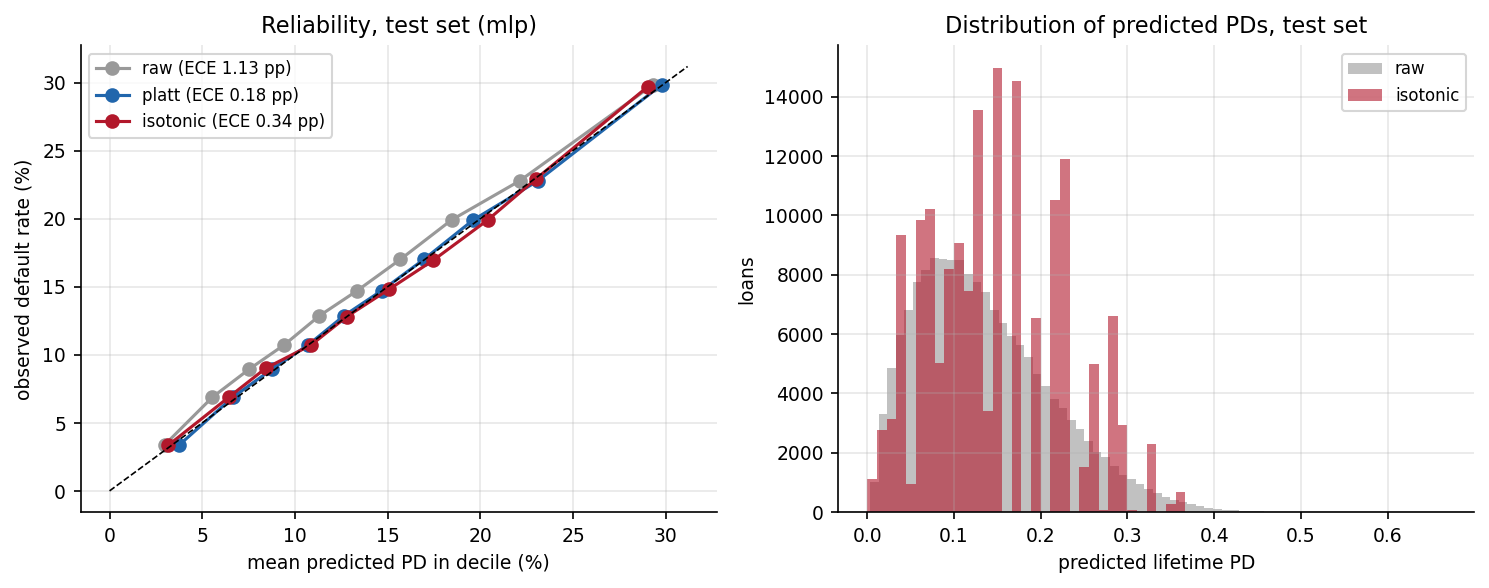 Reliability, test set (mlp)
raw (ECE 1.13 pp)
platt (ECE 0.18 pp)
isotonic (ECE 0.34 pp)
observed default rate (%)
30
25
20
15
10
5
0
0 5 10 15 20 25 30
mean predicted PD in decile (%)
Distribution of predicted PDs, test set
raw
isotonic
loans
14000
12000
10000
8000
6000
4000
2000
0
0.0 0.1 0.2 0.3 0.4 0.5 0.6
predicted lifetime PD